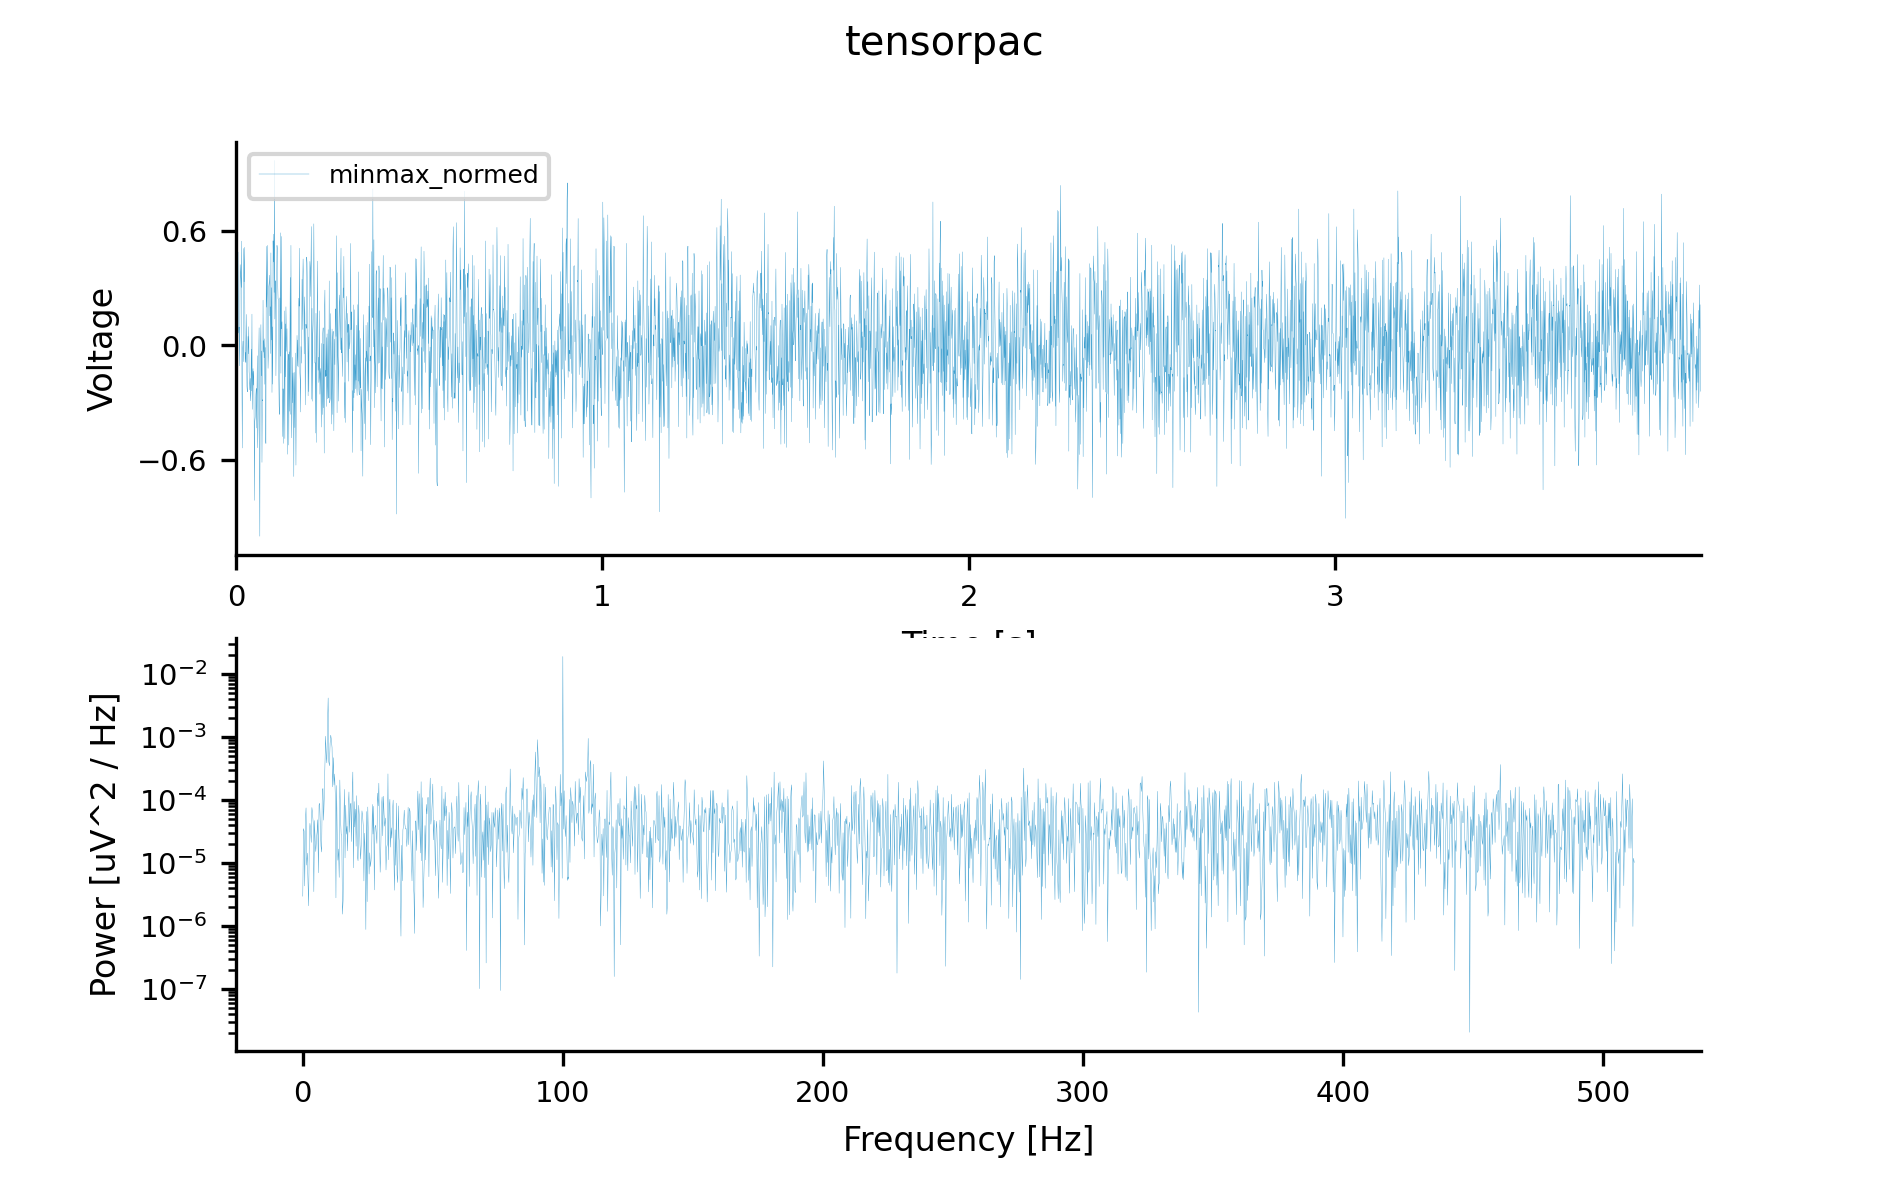 tensorpac
minmax_normed
Voltage
0.6
0.0
−0.6
0 1 2 3
Time [s]
Power [uV^2 / Hz]
10−2
10−3
10−4
10−5
10−6
10−7
0 100 200 300 400 500
Frequency [Hz]